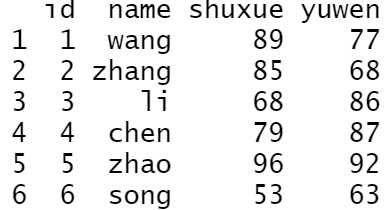 id name shuxue yuwen
1 1 wang 89 77
2 2 zhang 85 68
3 3 li 68 86
4 4 chen 79 87
5 5 zhao 96 92
6 6 song 53 63